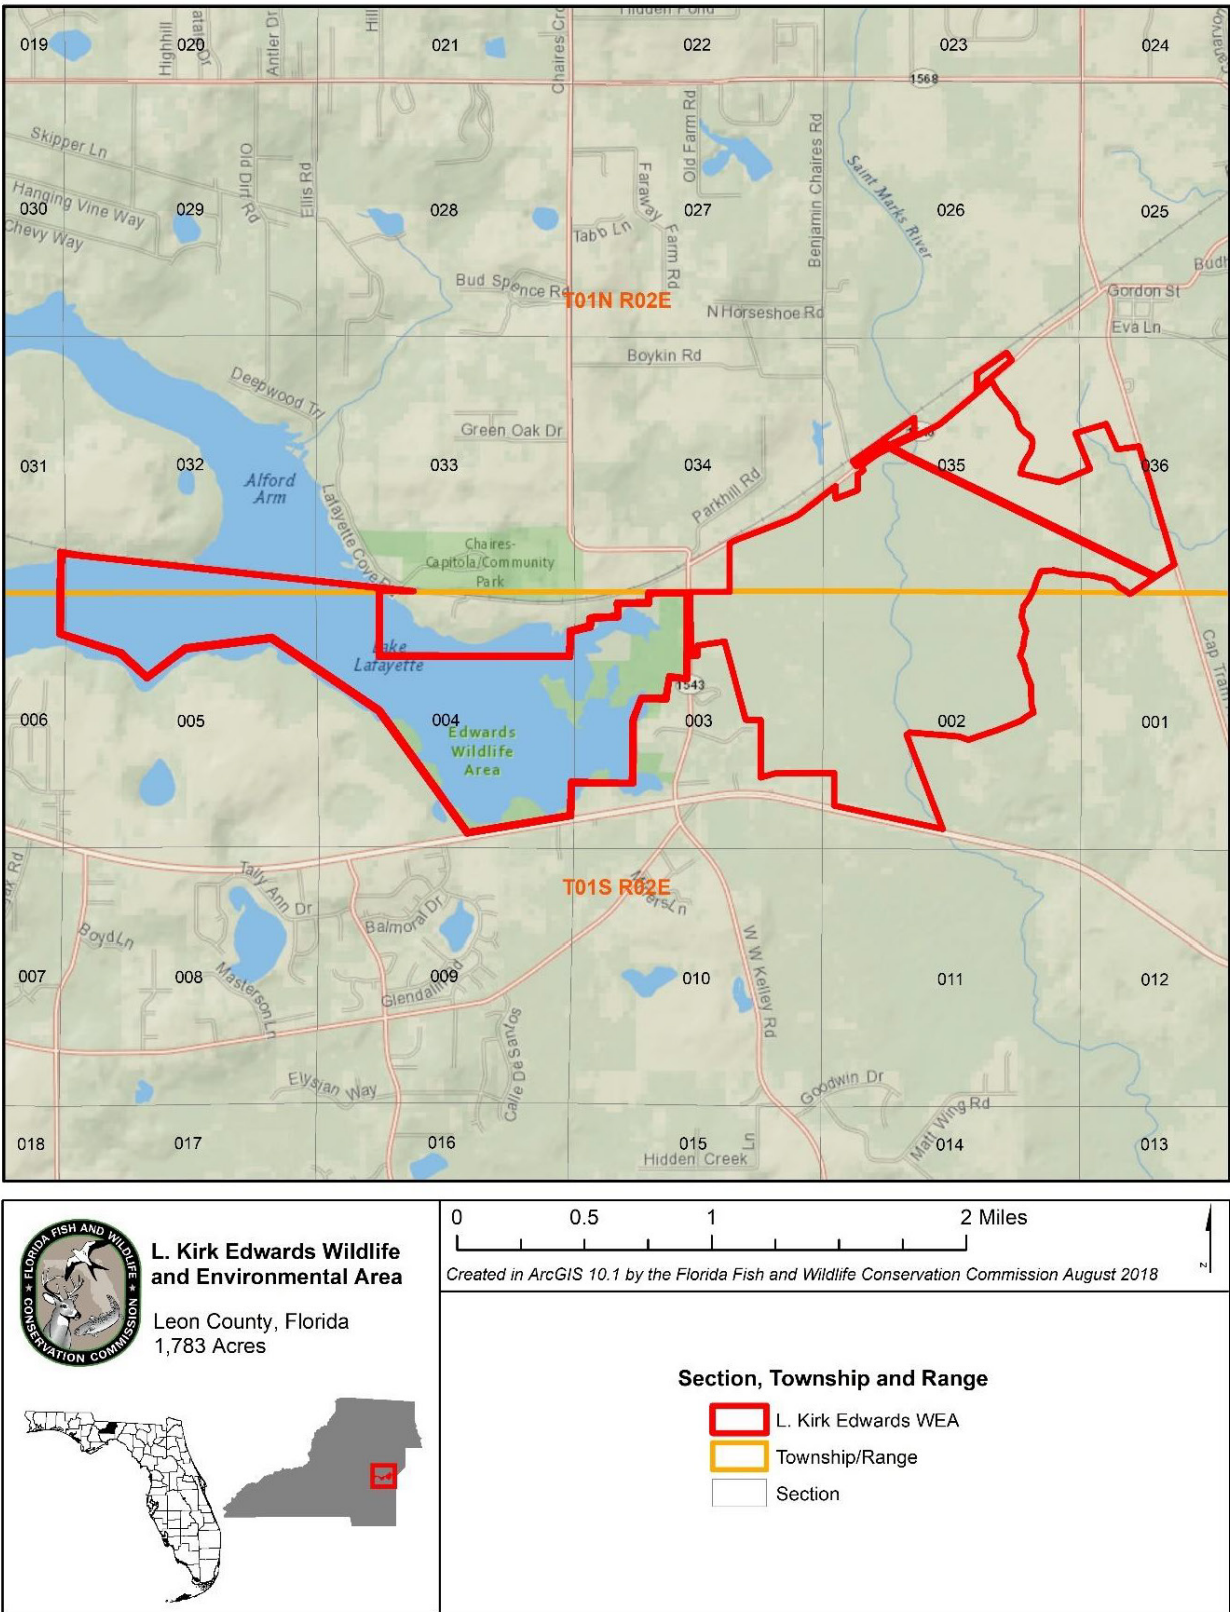 Hidden Pond
019
Highhill
020
Antler Dr
Hill
021
Chaires Cro
022
023
024
1568
Skipper Ln
Old Dirt Rd
Ellis Rd
Old Farm Rd
Benjamin Chaires Rd
Saint Marks River
Hanging Vine Way
030
029
028
Faraway
Farm Rd
027
026
025
Chevy Way
Tabb Ln
Bud Spence Rd
T01N R02E
N Horseshoe Rd
Gordon St
Eva Ln
Boykin Rd
Deepwood Trl
Green Oak Dr
031
032
033
034
035
036
Alford
Arm
Parkhill Rd
Lafayette Cove Rd
Chaires-
Capitola/Community
Park
Lake
Lafayette
1543
006
005
004
003
002
001
Edwards
Wildlife
Area
Tally Ann Dr
T01S R02E
Boyd Ln
Balmoral Dr
W W Kelley Rd
007
008
009
010
011
012
Masterson Ln
Calle De Santos
Elysian Way
Goodwin Dr
Matt Wing Rd
018
017
016
015
014
013
Hidden Creek
Ln
FLORIDA FISH AND WILDLIFE
CONSERVATION COMMISSION
L. Kirk Edwards Wildlife
and Environmental Area
Leon County, Florida
1,783 Acres
0 0.5 1 2 Miles
Created in ArcGIS 10.1 by the Florida Fish and Wildlife Conservation Commission August 2018
z
Section, Township and Range
L. Kirk Edwards WEA
Township/Range
Section